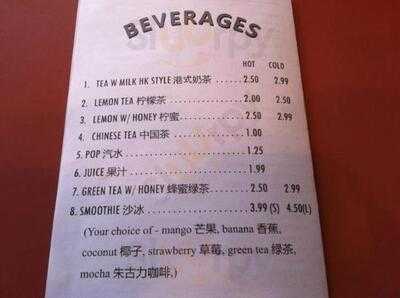 BEVERAGES
HOT COLD
1. TEA W MILK HK STYLE 港式奶茶 ....... 2.50 2.99
2. LEMON TEA 柠檬茶 ............ 2.00 2.50
3. LEMON W/ HONEY 柠蜜 ............ 2.50 2.99
4. CHINESE TEA 中国茶 ............ 1.00
5. POP 汽水 ..................... 1.25
6. JUICE 果汁 .................... 1.99
7. GREEN TEA W/ HONEY 蜂蜜绿茶 ........ 2.50 2.99
8. SMOOTHIE 沙冰 .................. 3.99 (S) 4.50(L)
(Your choice of - mango 芒果, banana 香蕉,
coconut 椰子, strawberry 草莓, green tea 绿茶,
mocha 朱古力咖啡,)